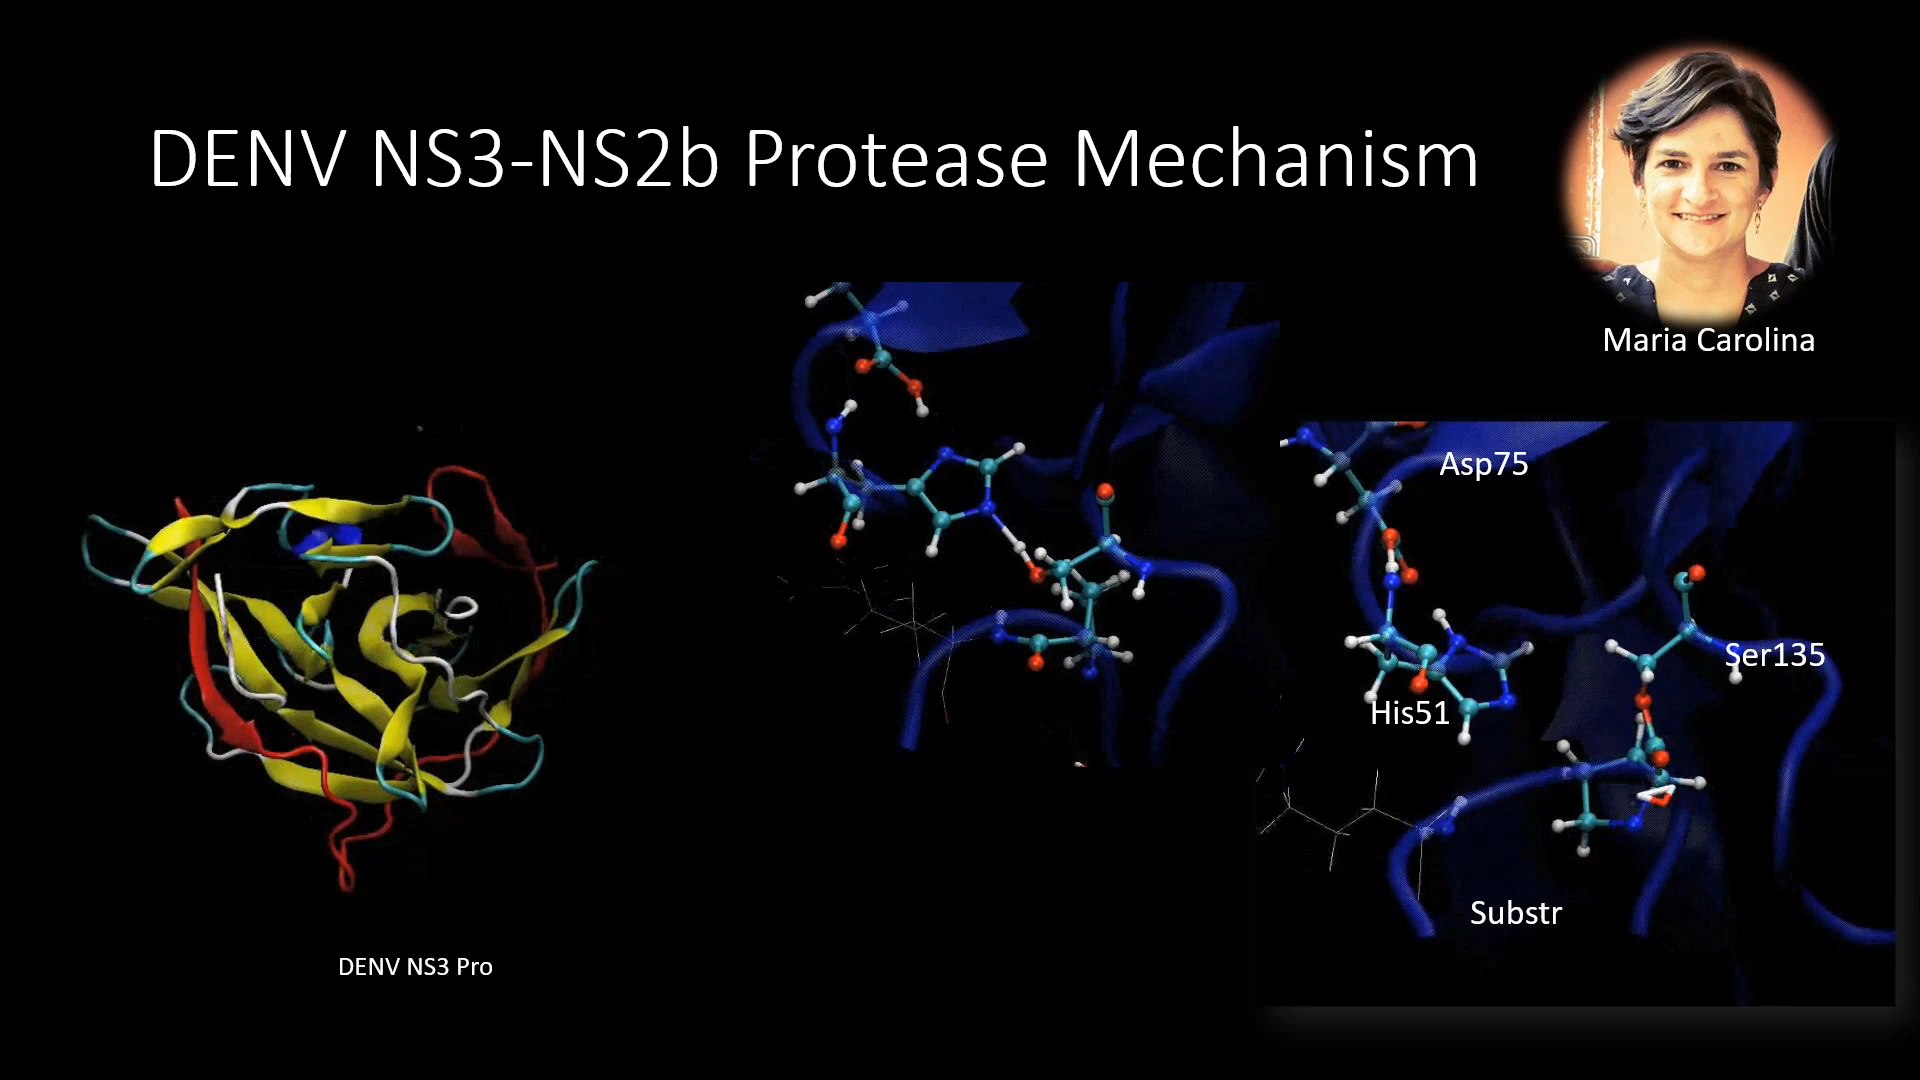 DENV NS3-NS2b Protease Mechanism
Maria Carolina
Asp75
Ser135
His51
Substr
DENV NS3 Pro